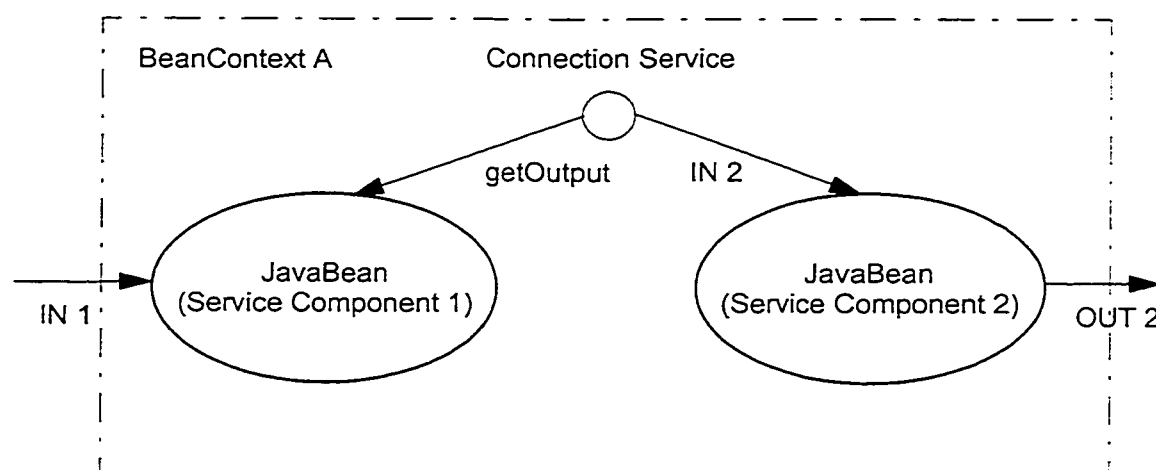 BeanContext A
Connection Service
getOutput
IN 2
JavaBean
(Service Component 1)
JavaBean
(Service Component 2)
IN 1
OUT 2